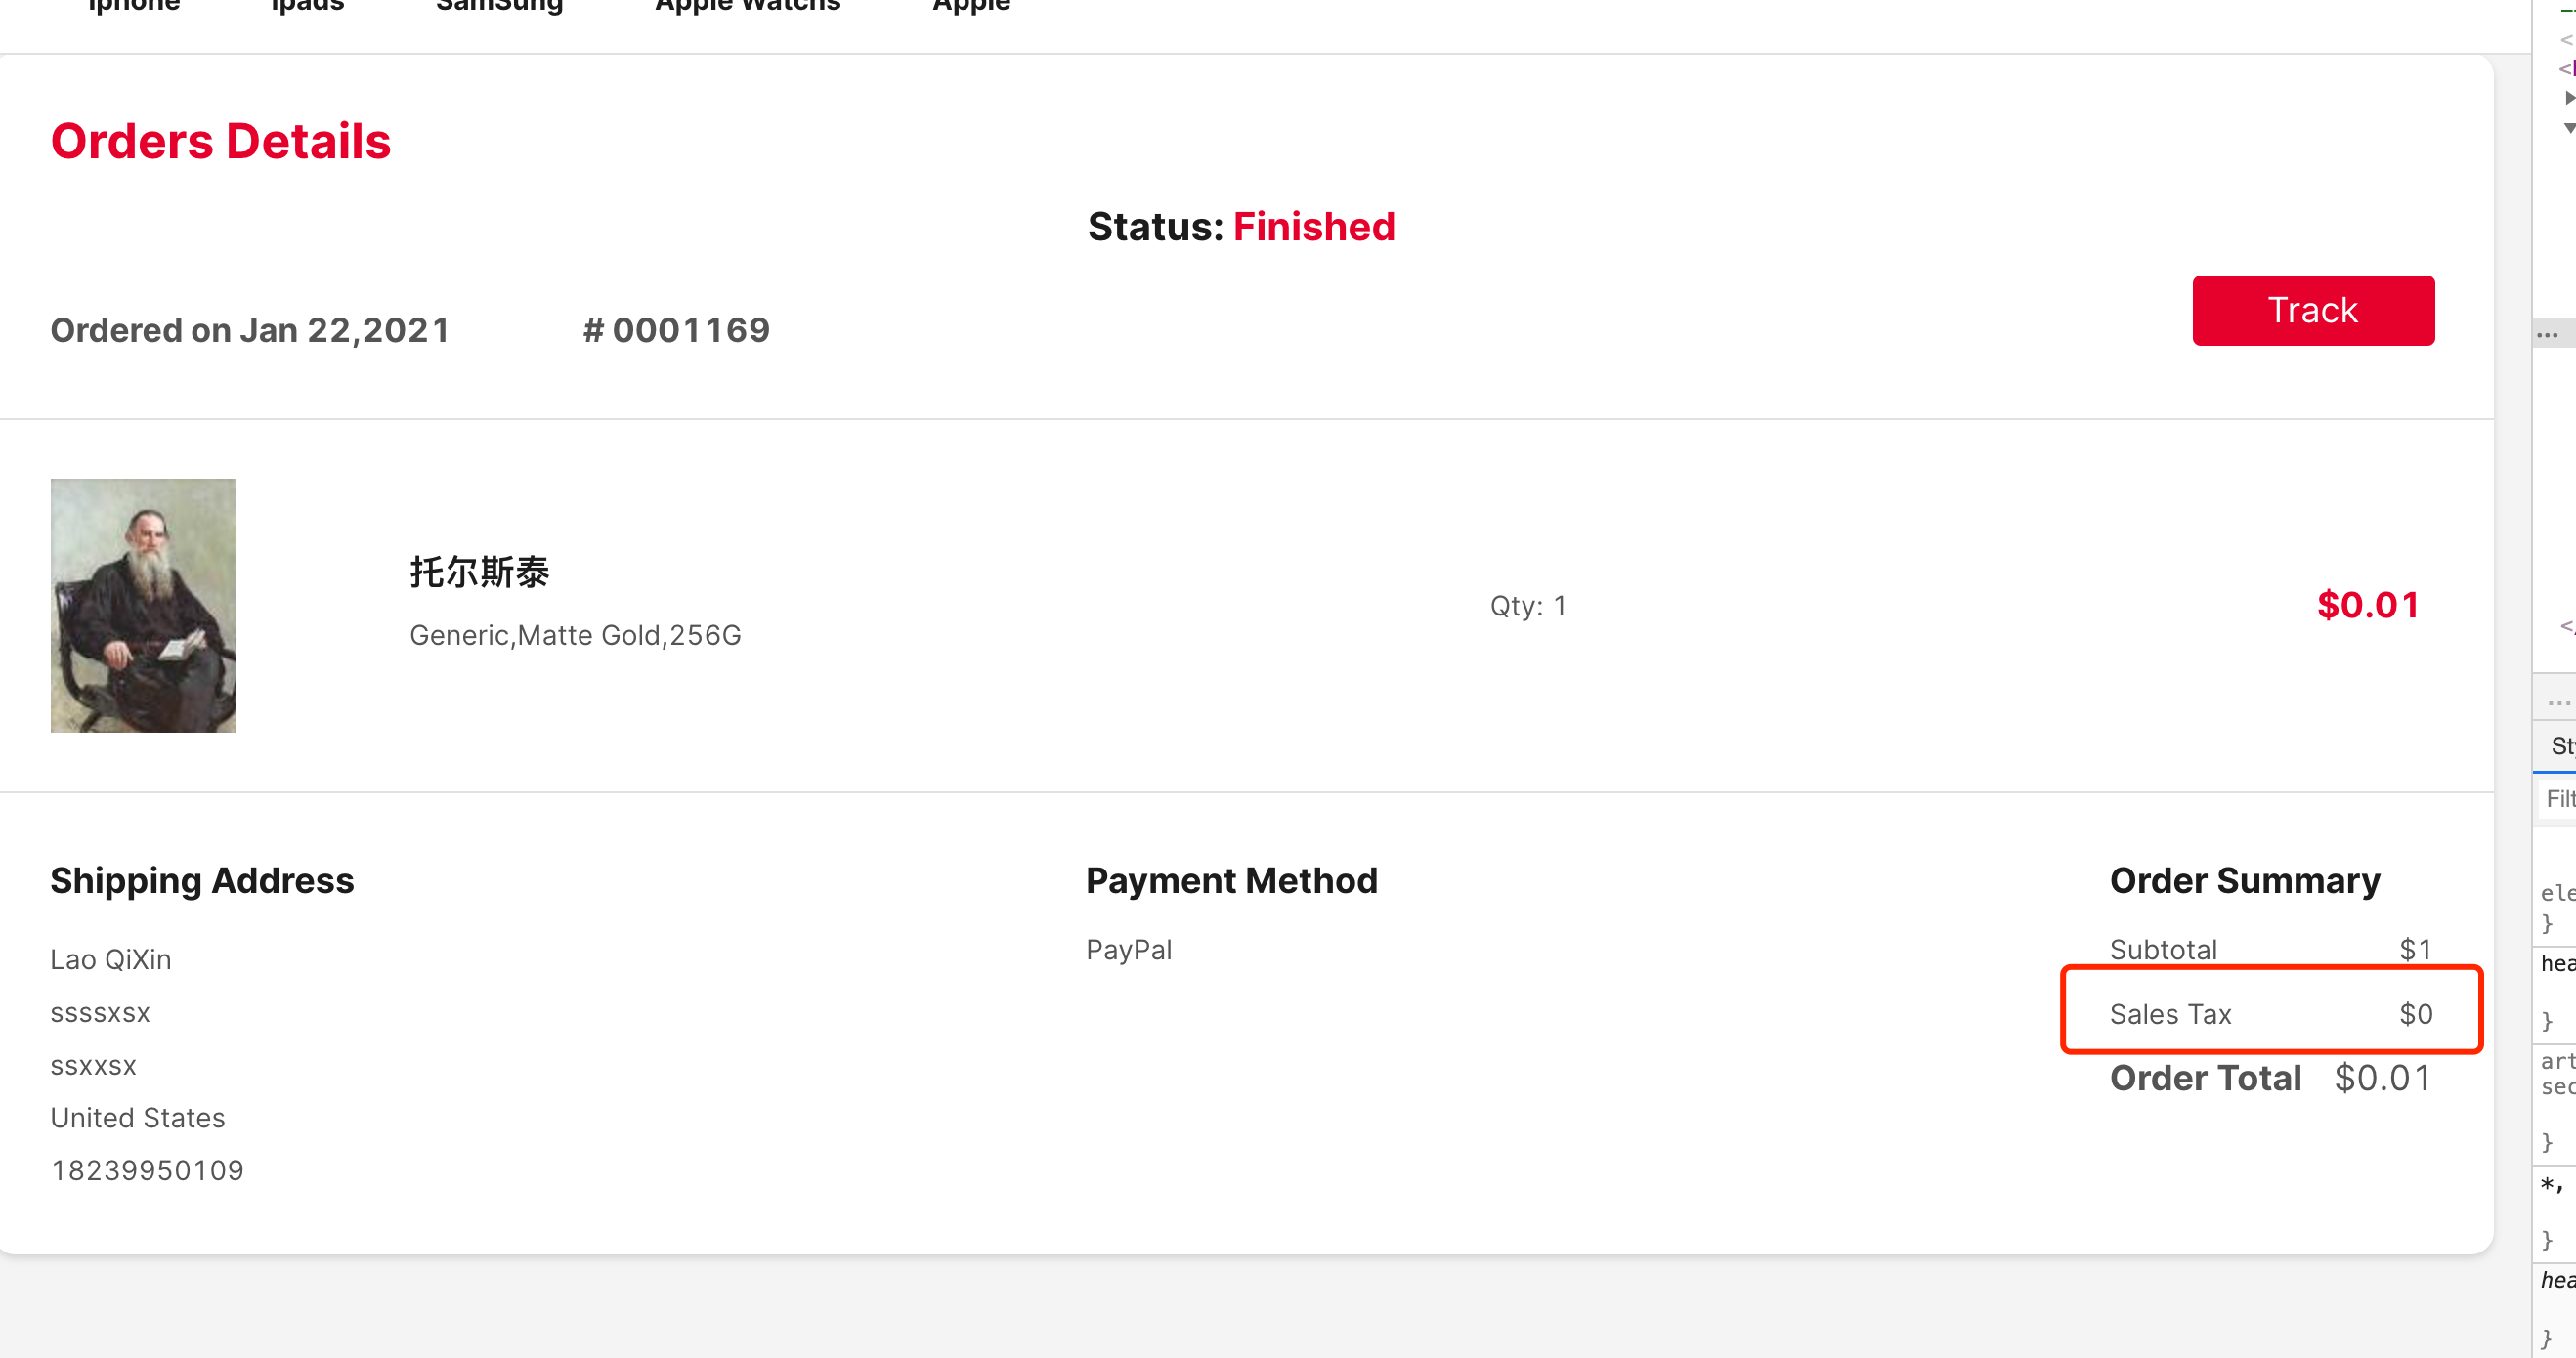 Iphone Ipads SamSung Apple Watchs Apple
Orders Details
Status: Finished
Track
Ordered on Jan 22,2021 # 0001169
托尔斯泰
Generic,Matte Gold,256G
Qty: 1
$0.01
Shipping Address
Lao QiXin
ssssxsx
ssxxsx
United States
18239950109
Payment Method
PayPal
Order Summary
Subtotal $1
Sales Tax $0
Order Total $0.01
...
</
...
}
}
}
*,
}
}